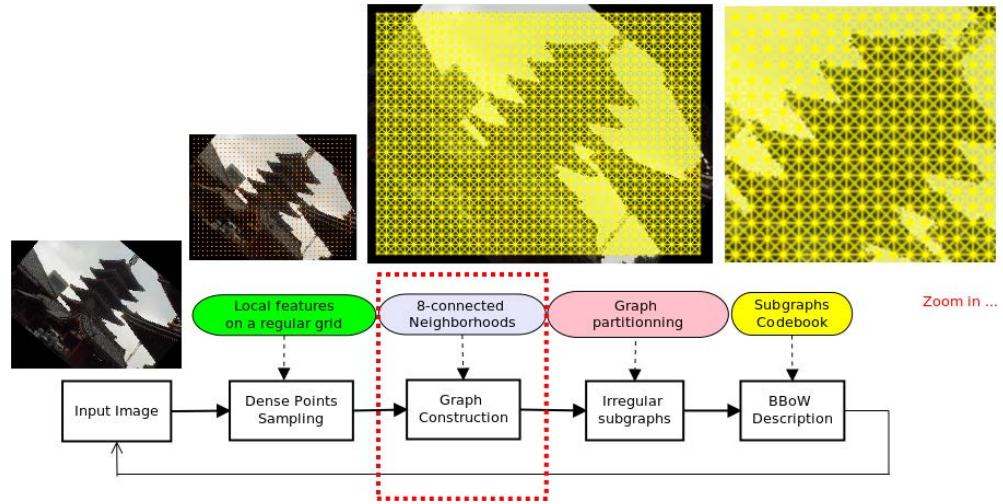 Local features
on a regular grid
8-connected
Neighborhoods
Graph
partitionning
Subgraphs
Codebook
Zoom in ...
Input Image
Dense Points
Sampling
Graph
Construction
Irregular
subgraphs
BBoW
Description